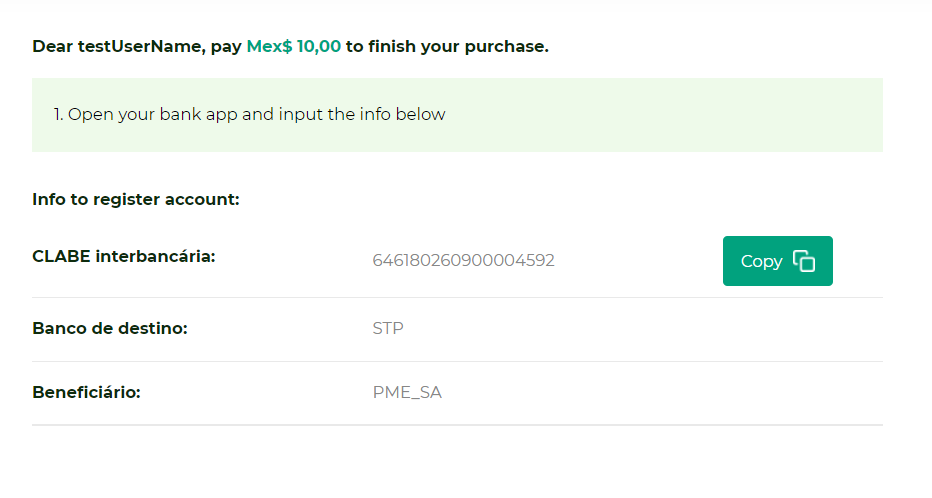 Dear testUserName, pay Mex$ 10,00 to finish your purchase.
1. Open your bank app and input the info below
Info to register account:
CLABE interbancária: 646180260900004592 Copy
Banco de destino: STP
Beneficiário: PME_SA